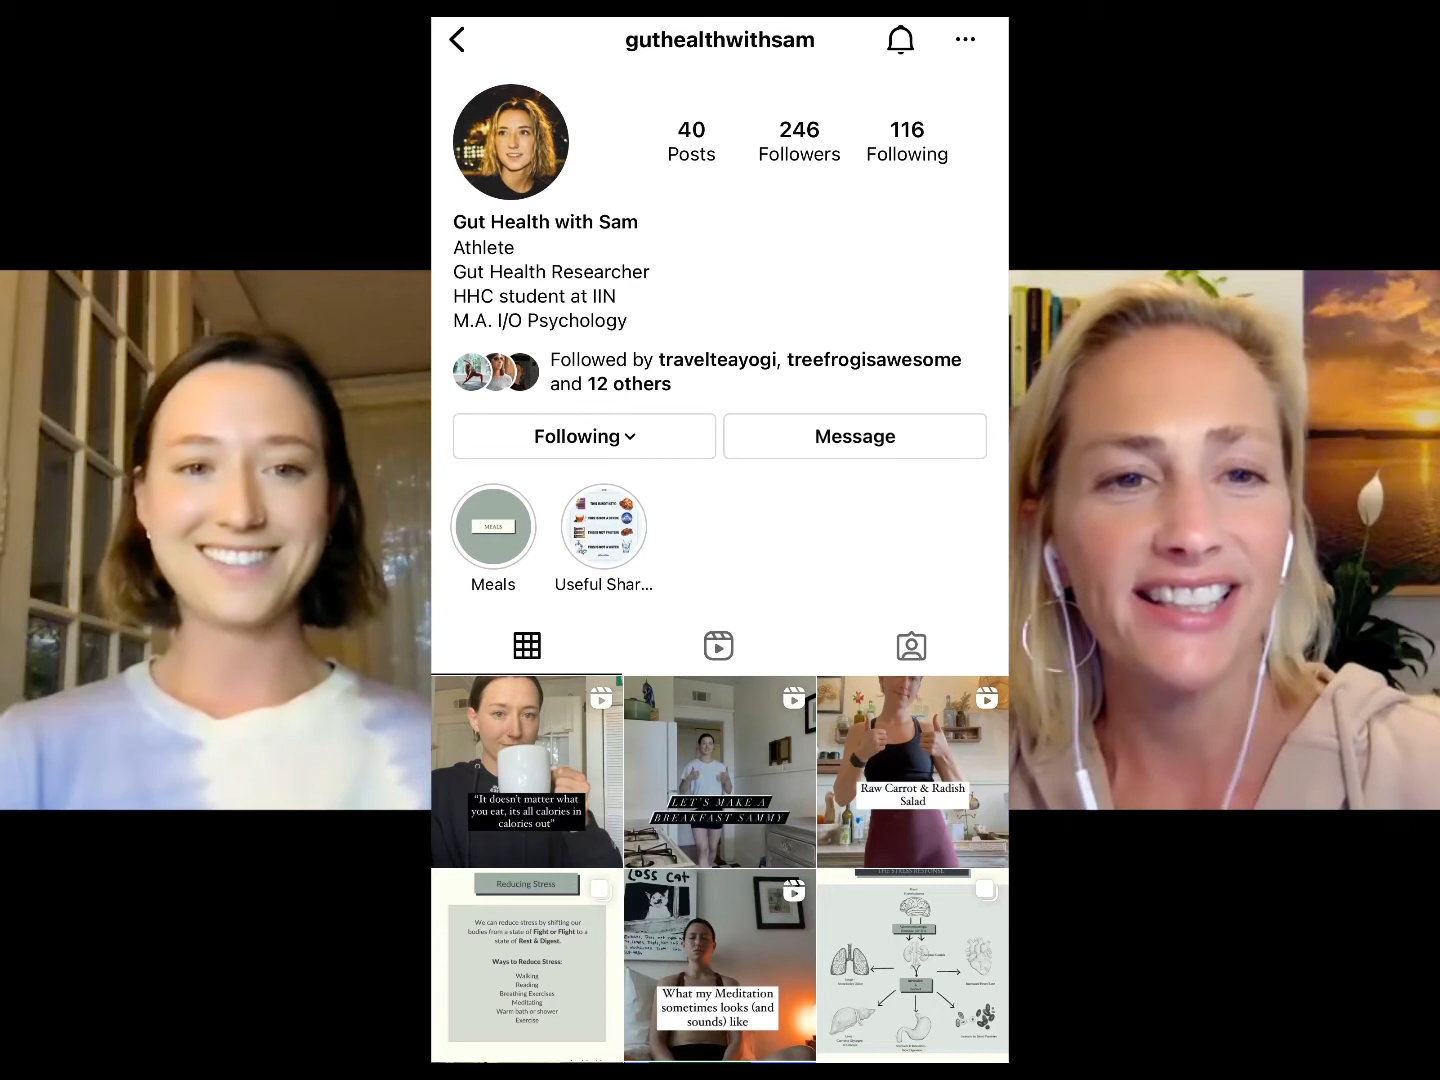 guthealthwithsam
40 246 116
Posts Followers Following
Gut Health with Sam
Athlete
Gut Health Researcher
HHC student at IIN
M.A. I/O Psychology
Followed by travelteayogi, treefrogisawesome
and 12 others
Following Message
MEALS
Meals Useful Shar...
"It doesn't matter what
you eat, its all calories in
calories out"
LET'S MAKE A
BREAKFAST SAMMY
Raw Carrot & Radish
Salad
Reducing Stress
We can reduce stress by shifting our
bodies from a state of Fight or Flight to a
state of Rest & Digest.
Ways to Reduce Stress:
Walking
Reading
Breathing Exercises
Meditating
Warm bath or shower
Exercise
LOSS CAT
What my Meditation
sometimes looks (and
sounds) like
THE STRESS RESPONSE